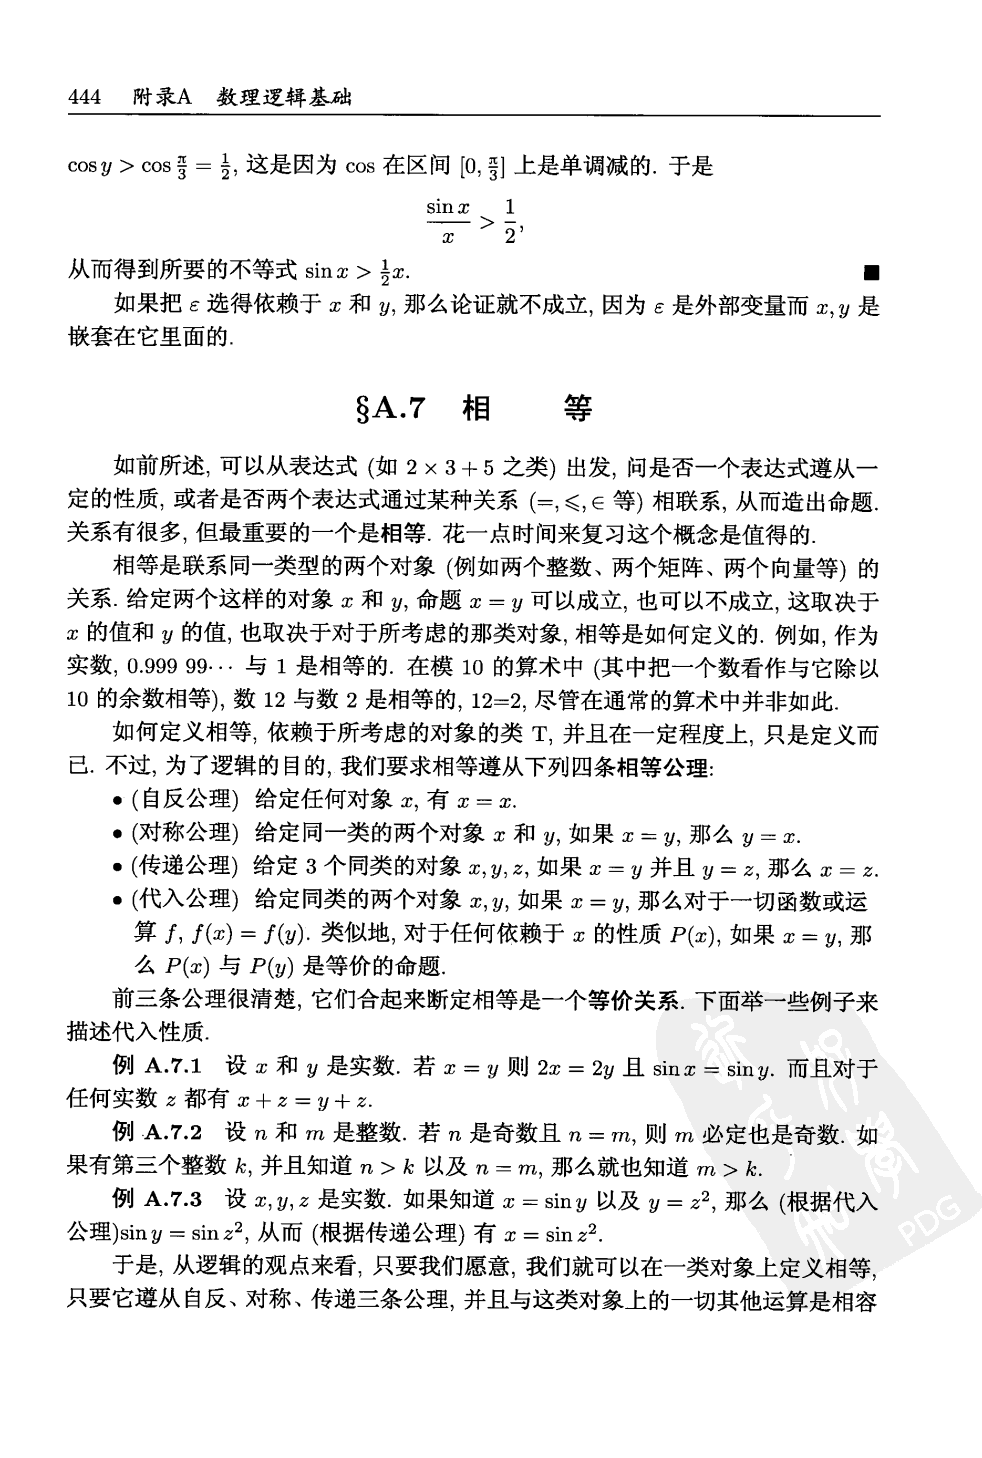 444 附录A 数理逻辑基础
cos y > cos π/3 = 1/2, 这是因为 cos 在区间 [0, π/3] 上是单调减的. 于是
sin x / x > 1/2,
从而得到所要的不等式 sin x > 1/2 x. ■
如果把 ε 选得依赖于 x 和 y, 那么论证就不成立, 因为 ε 是外部变量而 x, y 是
嵌套在它里面的.
§A.7 相 等
如前所述, 可以从表达式 (如 2 × 3 + 5 之类) 出发, 问是否一个表达式遵从一
定的性质, 或者是否两个表达式通过某种关系 (=, ⩽, ∈ 等) 相联系, 从而造出命题.
关系有很多, 但最重要的一个是相等. 花一点时间来复习这个概念是值得的.
相等是联系同一类型的两个对象 (例如两个整数、两个矩阵、两个向量等) 的
关系. 给定两个这样的对象 x 和 y, 命题 x = y 可以成立, 也可以不成立, 这取决于
x 的值和 y 的值, 也取决于对于所考虑的那类对象, 相等是如何定义的. 例如, 作为
实数, 0.999 99··· 与 1 是相等的. 在模 10 的算术中 (其中把一个数看作与它除以
10 的余数相等), 数 12 与数 2 是相等的, 12=2, 尽管在通常的算术中并非如此.
如何定义相等, 依赖于所考虑的对象的类 T, 并且在一定程度上, 只是定义而
已. 不过, 为了逻辑的目的, 我们要求相等遵从下列四条相等公理:
• (自反公理) 给定任何对象 x, 有 x = x.
• (对称公理) 给定同一类的两个对象 x 和 y, 如果 x = y, 那么 y = x.
• (传递公理) 给定 3 个同类的对象 x, y, z, 如果 x = y 并且 y = z, 那么 x = z.
• (代入公理) 给定同类的两个对象 x, y, 如果 x = y, 那么对于一切函数或运
算 f, f(x) = f(y). 类似地, 对于任何依赖于 x 的性质 P(x), 如果 x = y, 那
么 P(x) 与 P(y) 是等价的命题.
前三条公理很清楚, 它们合起来断定相等是一个等价关系. 下面举一些例子来
描述代入性质.
例 A.7.1 设 x 和 y 是实数. 若 x = y 则 2x = 2y 且 sin x = sin y. 而且对于
任何实数 z 都有 x + z = y + z.
例 A.7.2 设 n 和 m 是整数. 若 n 是奇数且 n = m, 则 m 必定也是奇数. 如
果有第三个整数 k, 并且知道 n > k 以及 n = m, 那么就也知道 m > k.
例 A.7.3 设 x, y, z 是实数. 如果知道 x = sin y 以及 y = z², 那么 (根据代入
公理)sin y = sin z², 从而 (根据传递公理) 有 x = sin z².
于是, 从逻辑的观点来看, 只要我们愿意, 我们就可以在一类对象上定义相等,
只要它遵从自反、对称、传递三条公理, 并且与这类对象上的一切其他运算是相容
PDG